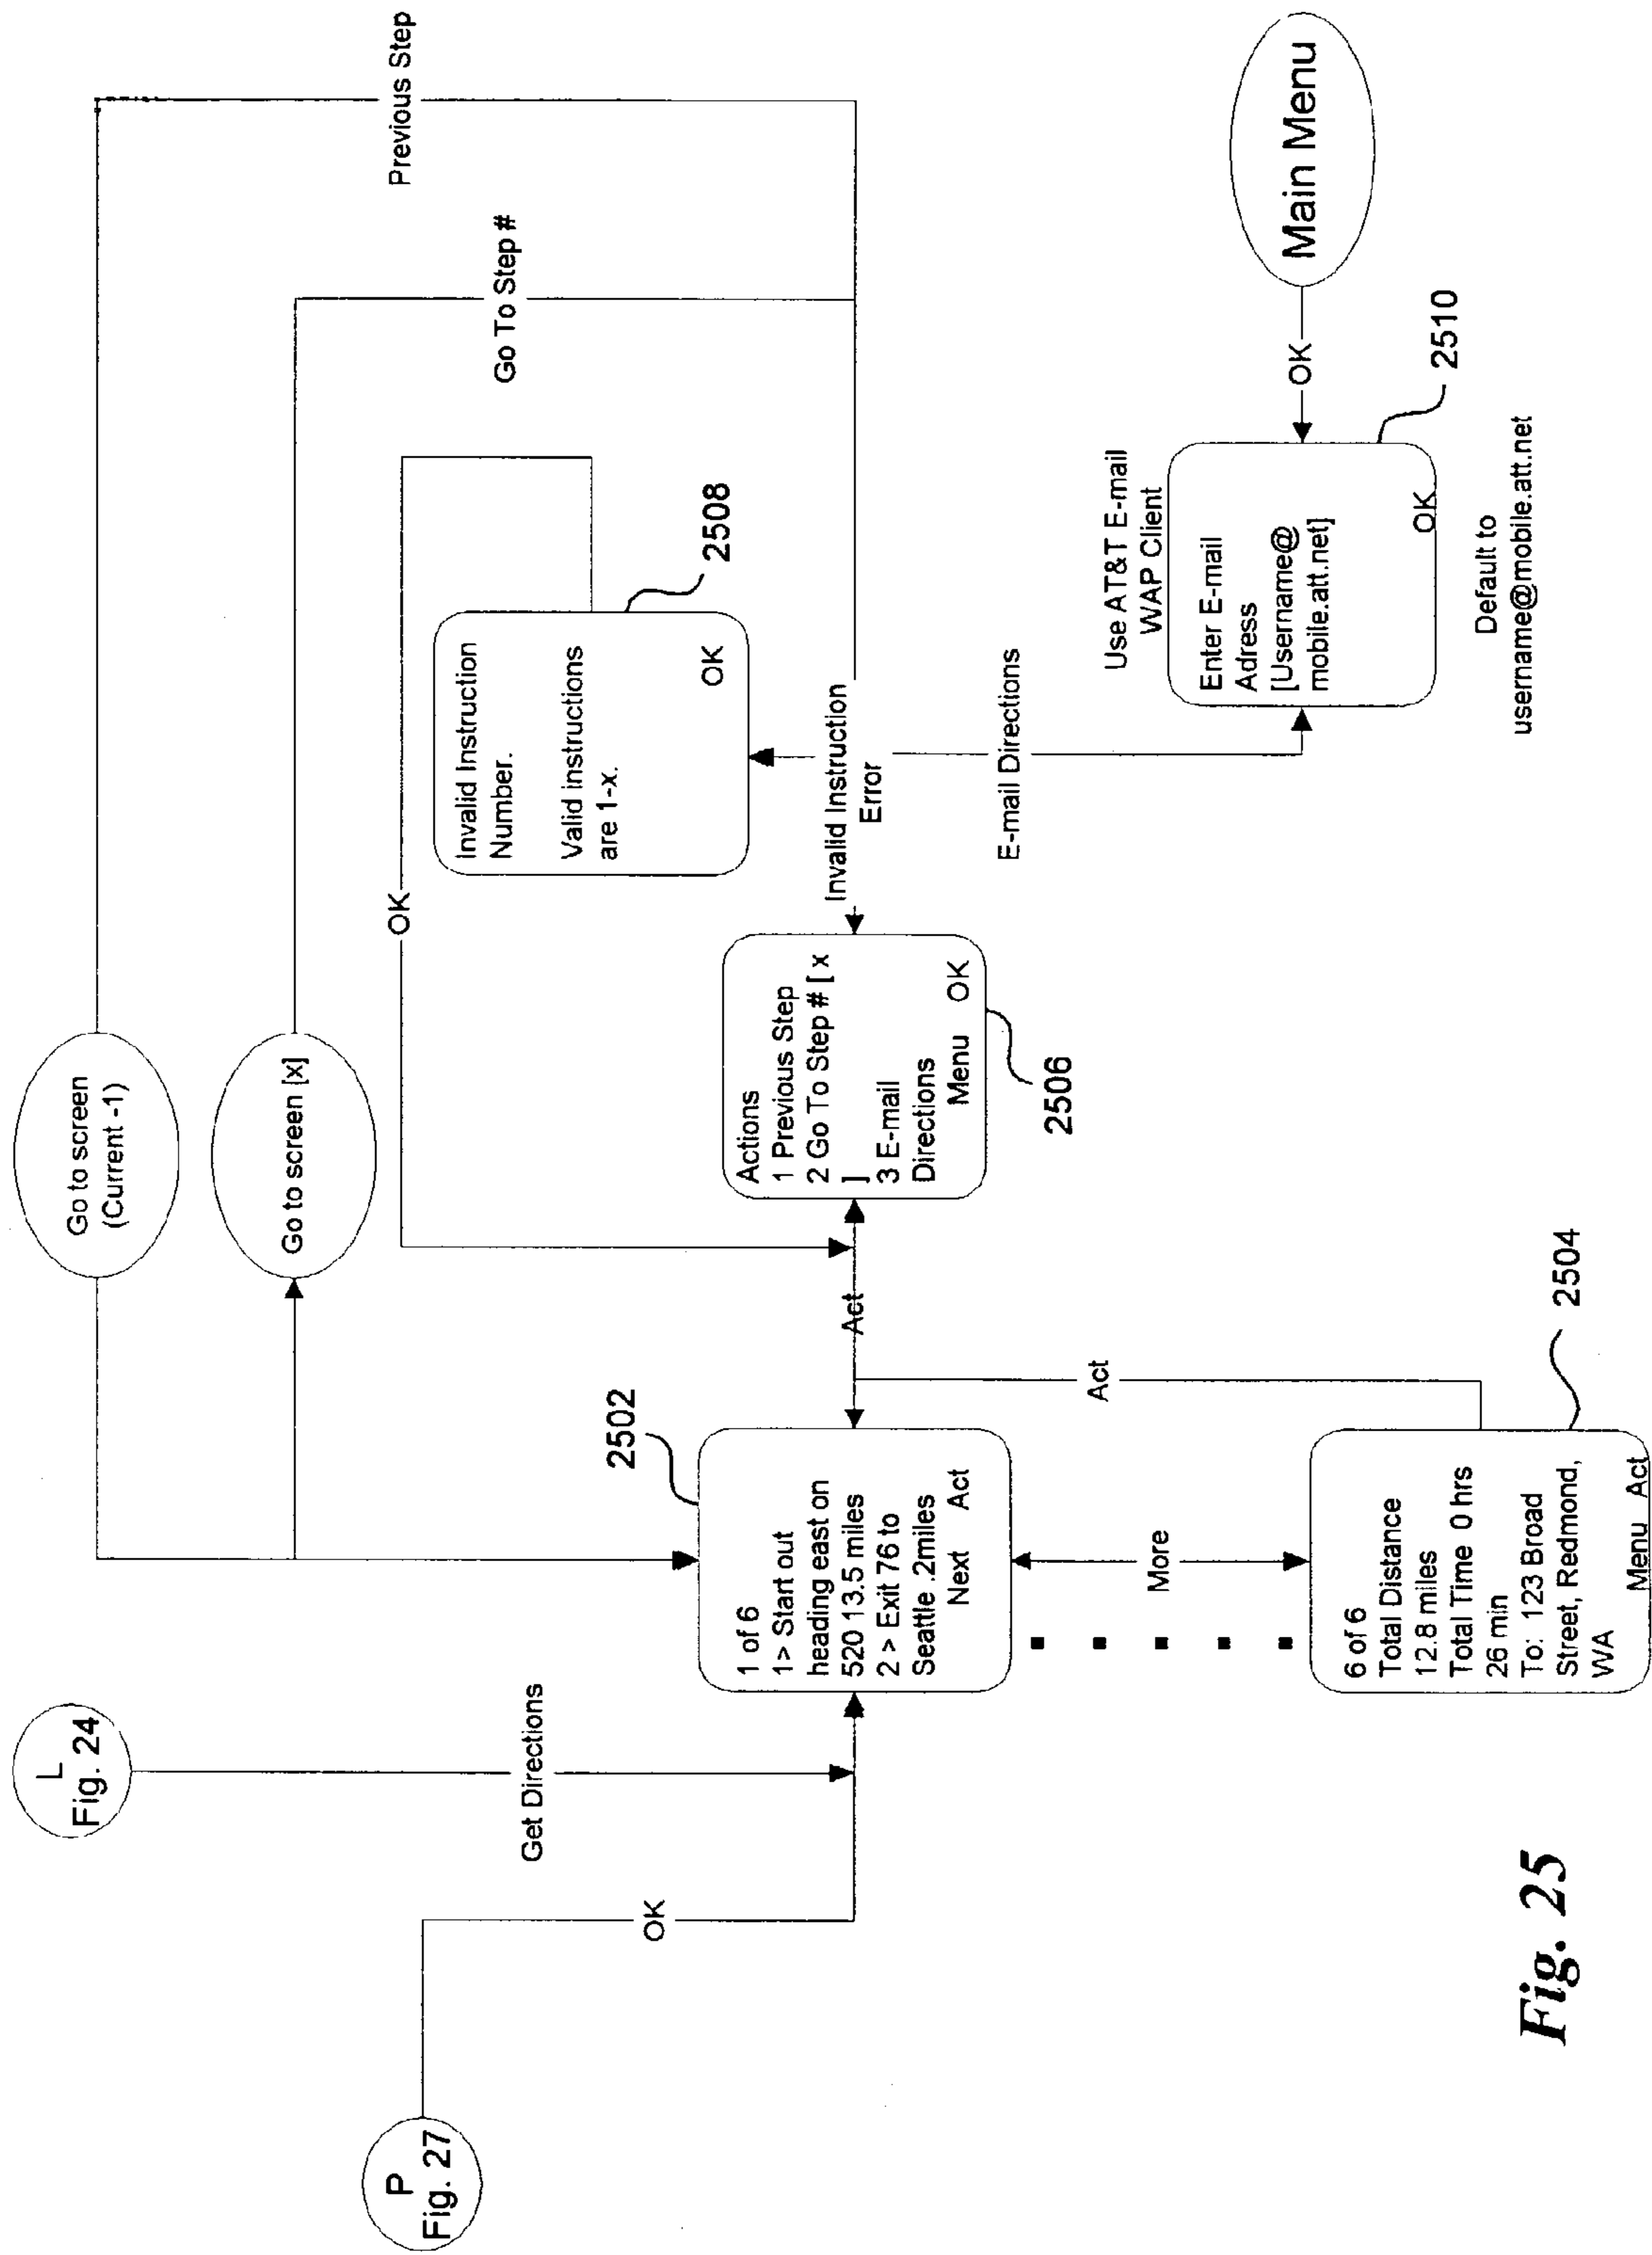 Go to screen
(Current -1)
Previous Step
L
Fig. 24
Go to screen [x]
Go To Step #
P
Fig. 27
OK
OK
Get Directions
Invalid Instruction
Number.
Valid instructions
are 1-x.
OK
2508
2502
1 of 6
1> Start out
heading east on
520 13.5 miles
2 > Exit 76 to
Seattle .2miles
Next Act
Act
Actions
1 Previous Step
2 Go To Step # [ x
]
3 E-mail
Directions
Menu OK
2506
Invalid Instruction
Error
E-mail Directions
More
Act
Use AT&T E-mail
WAP Client
Enter E-mail
Adress
[Username@
mobile.att.net]
OK
2510
OK
Main Menu
Default to
username@mobile.att.net
6 of 6
Total Distance
12.8 miles
Total Time 0 hrs
26 min
To: 123 Broad
Street, Redmond,
WA
Menu Act
2504
Fig. 25